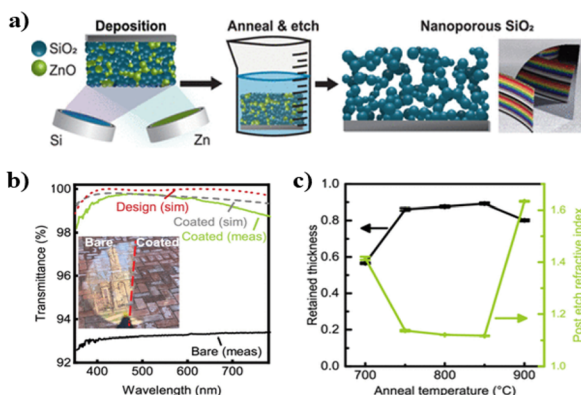 a)
Deposition
Anneal & etch
Nanoporous SiO₂
SiO₂
ZnO
Si
Zn
b)
Transmittance (%)
100
98
96
94
92
Design (sim)
Coated (sim)
Coated (meas)
Bare
Coated
Bare (meas)
400
500
600
700
Wavelength (nm)
c)
Retained thickness
1.0
0.8
0.6
0.4
0.2
0.0
1.6
1.4
1.2
1.0
Post etch refractive index
700
750
800
850
900
Anneal temperature (°C)